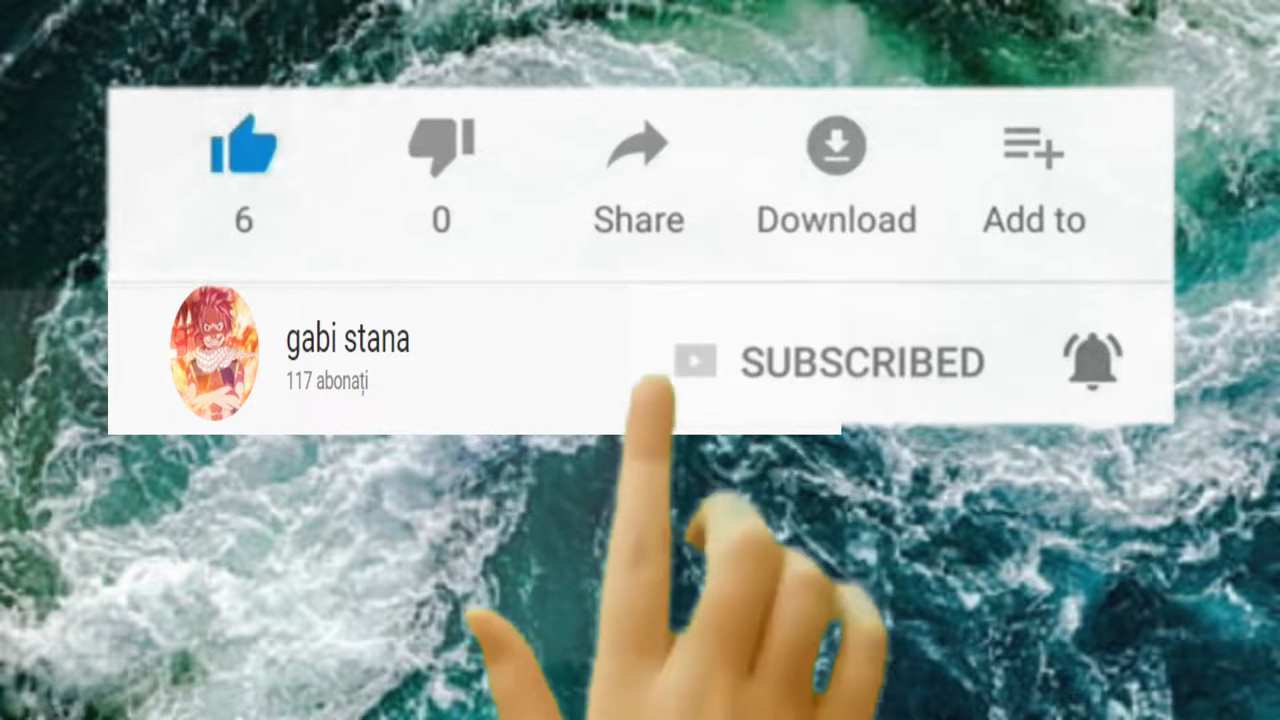 6
0
Share
Download
Add to
gabi stana
117 abonați
SUBSCRIBED